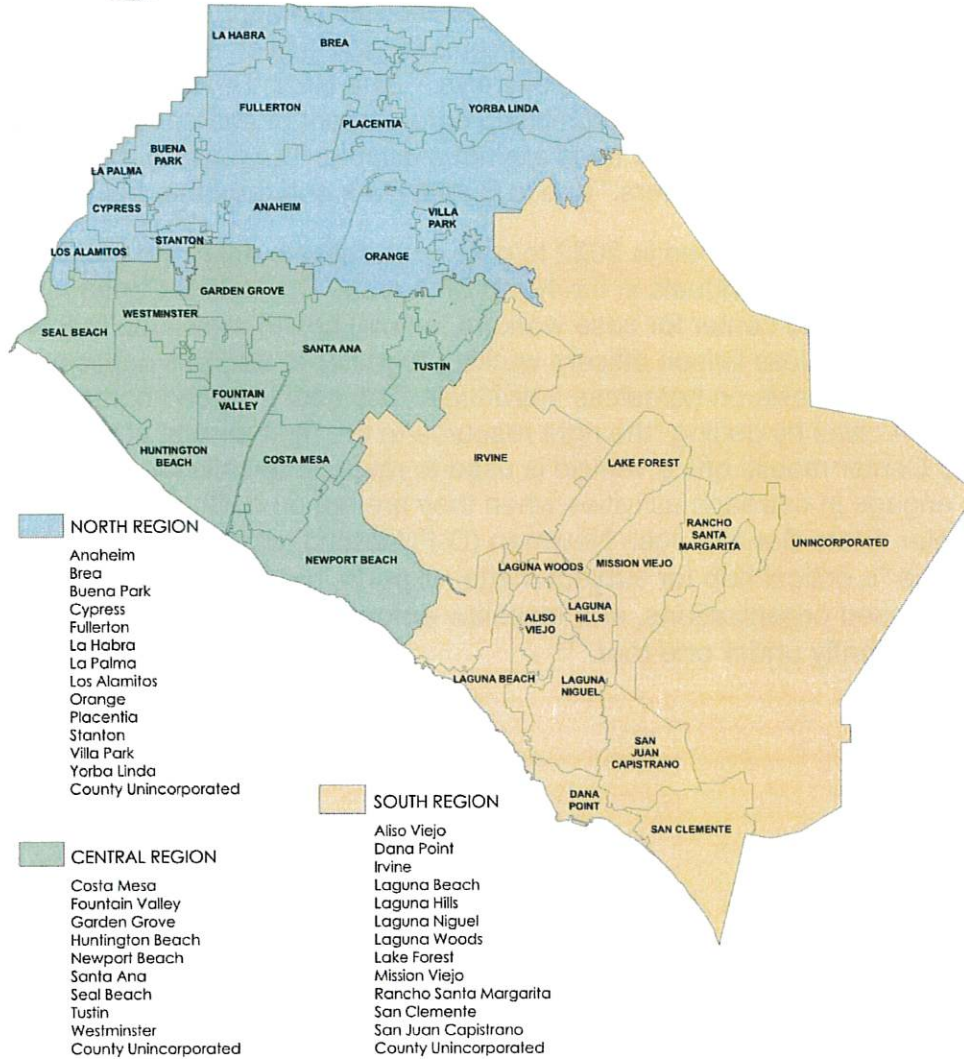 LA HABRA
BREA
FULLERTON
PLACENTIA
YORBA LINDA
BUENA
PARK
LA PALMA
CYPRESS
ANAHEIM
VILLA
PARK
STANTON
LOS ALAMITOS
ORANGE
GARDEN GROVE
WESTMINSTER
SEAL BEACH
SANTA ANA
TUSTIN
FOUNTAIN
VALLEY
HUNTINGTON
BEACH
COSTA MESA
IRVINE
LAKE FOREST
RANCHO
SANTA
MARGARITA
UNINCORPORATED
NEWPORT BEACH
LAGUNA WOODS
MISSION VIEJO
ALISO
VIEJO
LAGUNA
HILLS
LAGUNA BEACH
LAGUNA
NIGUEL
SAN
JUAN
CAPISTRANO
DANA
POINT
SAN CLEMENTE
NORTH REGION
Anaheim
Brea
Buena Park
Cypress
Fullerton
La Habra
La Palma
Los Alamitos
Orange
Placentia
Stanton
Villa Park
Yorba Linda
County Unincorporated
CENTRAL REGION
Costa Mesa
Fountain Valley
Garden Grove
Huntington Beach
Newport Beach
Santa Ana
Seal Beach
Tustin
Westminster
County Unincorporated
SOUTH REGION
Aliso Viejo
Dana Point
Irvine
Laguna Beach
Laguna Hills
Laguna Niguel
Laguna Woods
Lake Forest
Mission Viejo
Rancho Santa Margarita
San Clemente
San Juan Capistrano
County Unincorporated